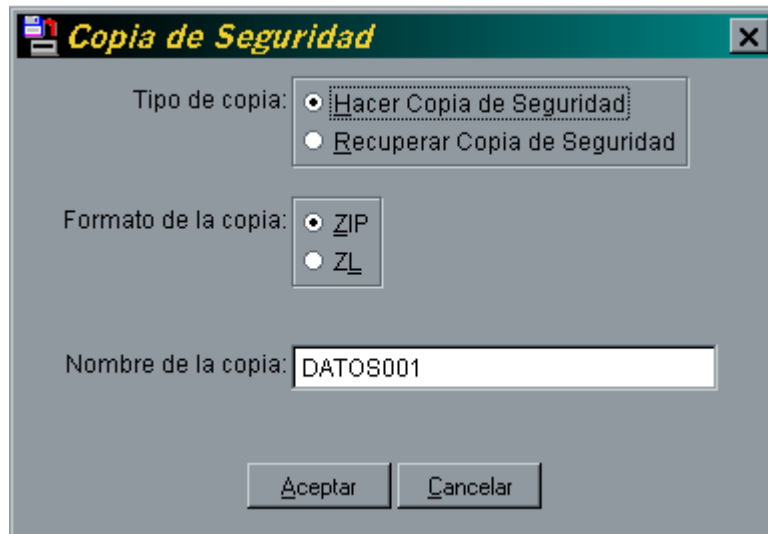 Copia de Seguridad
Tipo de copia: Hacer Copia de Seguridad
Recuperar Copia de Seguridad
Formato de la copia: ZIP
ZL
Nombre de la copia: DATOS001
Aceptar Cancelar